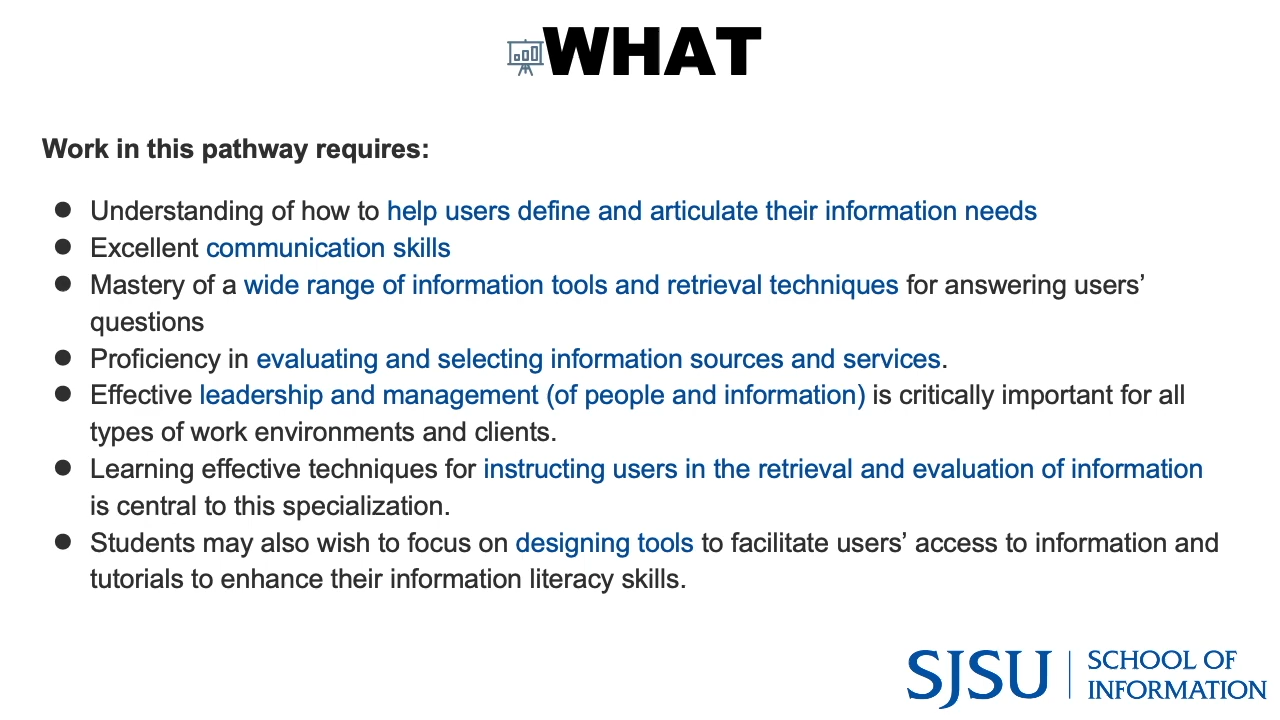 WHAT
Work in this pathway requires:
● Understanding of how to help users define and articulate their information needs
● Excellent communication skills
● Mastery of a wide range of information tools and retrieval techniques for answering users’
questions
● Proficiency in evaluating and selecting information sources and services.
● Effective leadership and management (of people and information) is critically important for all
types of work environments and clients.
● Learning effective techniques for instructing users in the retrieval and evaluation of information
is central to this specialization.
● Students may also wish to focus on designing tools to facilitate users’ access to information and
tutorials to enhance their information literacy skills.
SJSU
SCHOOL OF
INFORMATION